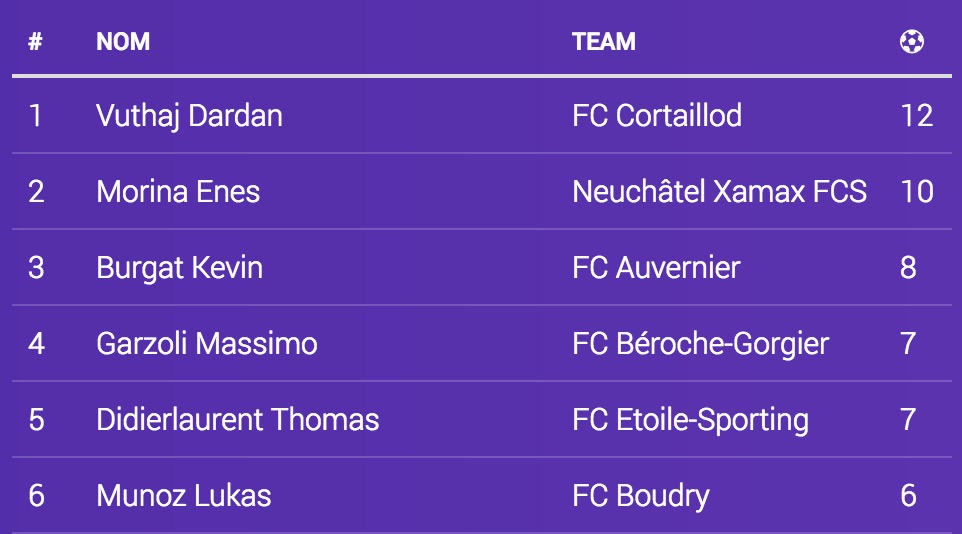 # NOM TEAM
1 Vuthaj Dardan FC Cortaillod 12
2 Morina Enes Neuchâtel Xamax FCS 10
3 Burgat Kevin FC Auvernier 8
4 Garzoli Massimo FC Béroche-Gorgier 7
5 Didierlaurent Thomas FC Etoile-Sporting 7
6 Munoz Lukas FC Boudry 6